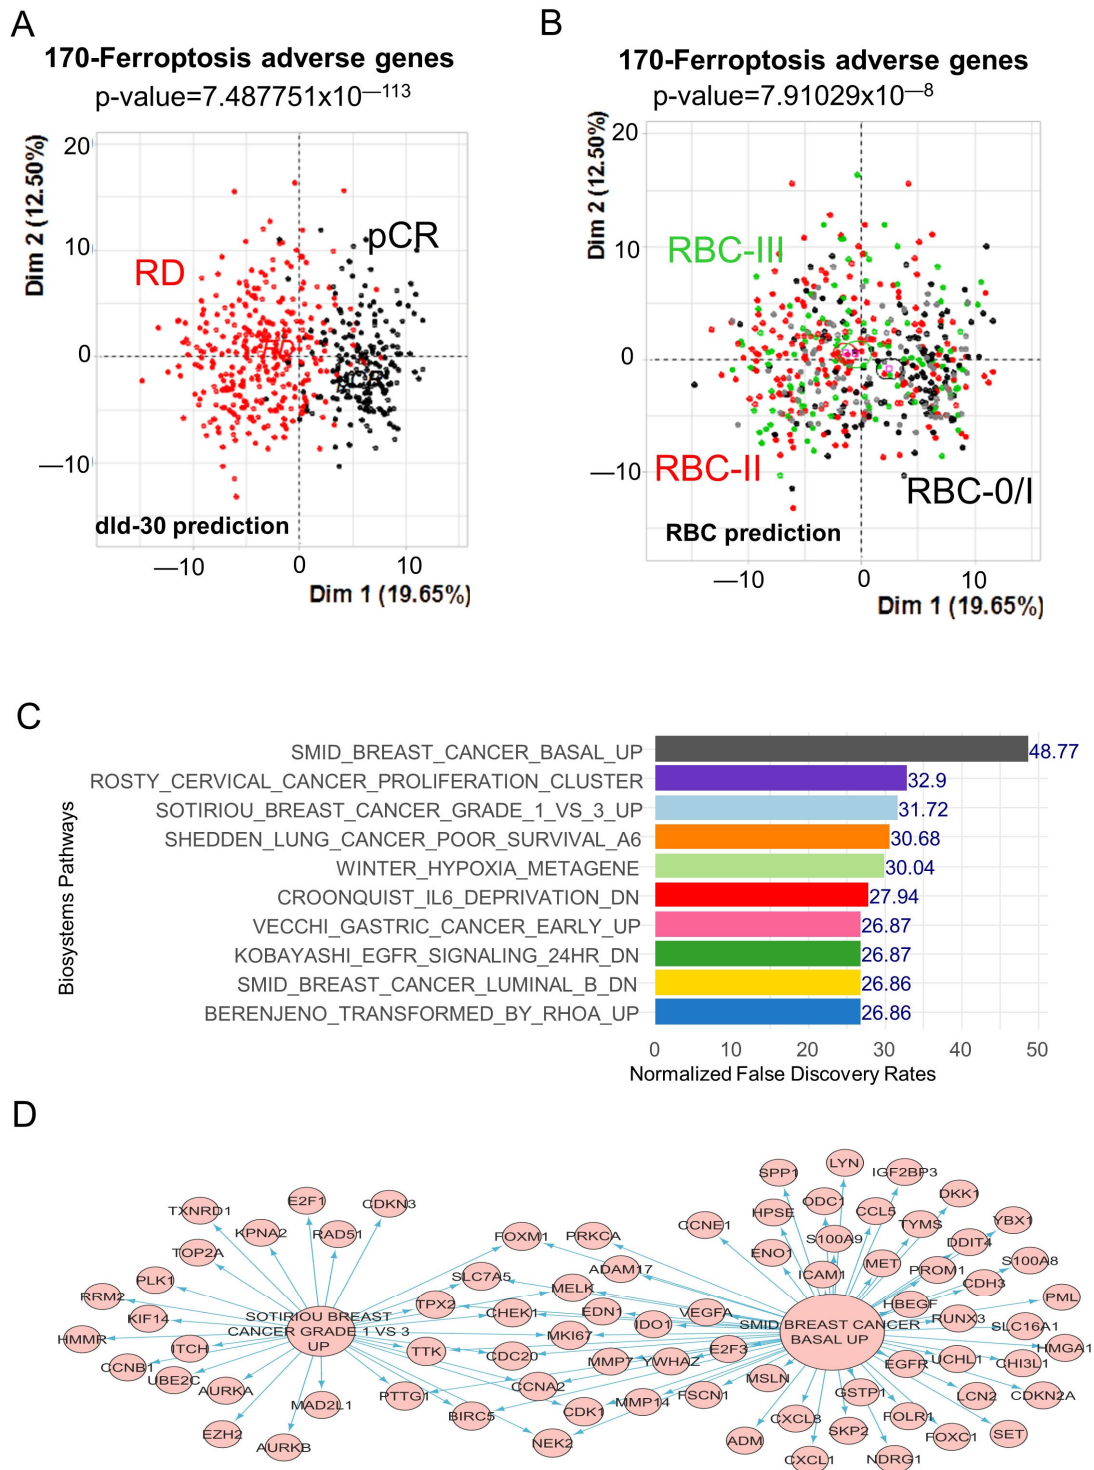 A
170-Ferroptosis adverse genes
p-value=7.487751x10—113
Dim 2 (12.50%)
20
10
0
—10
RD
pCR
RD
dld-30 prediction
—10
0
10
Dim 1 (19.65%)
B
170-Ferroptosis adverse genes
p-value=7.91029x10—8
Dim 2 (12.50%)
20
10
0
—10
RBC-III
RBC-II
RBC-0/I
RBC prediction
—10
0
10
Dim 1 (19.65%)
C
Biosystems Pathways
SMID_BREAST_CANCER_BASAL_UP 48.77
ROSTY_CERVICAL_CANCER_PROLIFERATION_CLUSTER 32.9
SOTIRIOU_BREAST_CANCER_GRADE_1_VS_3_UP 31.72
SHEDDEN_LUNG_CANCER_POOR_SURVIVAL_A6 30.68
WINTER_HYPOXIA_METAGENE 30.04
CROONQUIST_IL6_DEPRIVATION_DN 27.94
VECCHI_GASTRIC_CANCER_EARLY_UP 26.87
KOBAYASHI_EGFR_SIGNALING_24HR_DN 26.87
SMID_BREAST_CANCER_LUMINAL_B_DN 26.86
BERENJENO_TRANSFORMED_BY_RHOA_UP 26.86
0 10 20 30 40 50
Normalized False Discovery Rates
D
TXNRD1
E2F1
CDKN3
KPNA2
RAD51
TOP2A
PLK1
RRM2
KIF14
HMMR
ITCH
CCNB1
UBE2C
AURKA
MAD2L1
EZH2
AURKB
SOTIRIOU BREAST
CANCER GRADE 1 VS 3
UP
FOXM1
PRKCA
SLC7A5
ADAM17
MELK
TPX2
CHEK1
EDN1
IDO1
VEGFA
MKI67
TTK
CDC20
MMP7
YWHAZ
E2F3
PTTG1
CCNA2
BIRC5
CDK1
MMP14
FSCN1
NEK2
SMID BREAST CANCER
BASAL UP
SPP1
LYN
IGF2BP3
CCNE1
HPSE
ODC1
CCL5
DKK1
TYMS
YBX1
ENO1
S100A9
DDIT4
ICAM1
MET
PROM1
S100A8
CDH3
HBEGF
PML
RUNX3
SLC16A1
HMGA1
EGFR
UCHL1
CHI3L1
MSLN
GSTP1
LCN2
CDKN2A
CXCL8
SKP2
FOLR1
FOXC1
SET
ADM
CXCL1
NDRG1